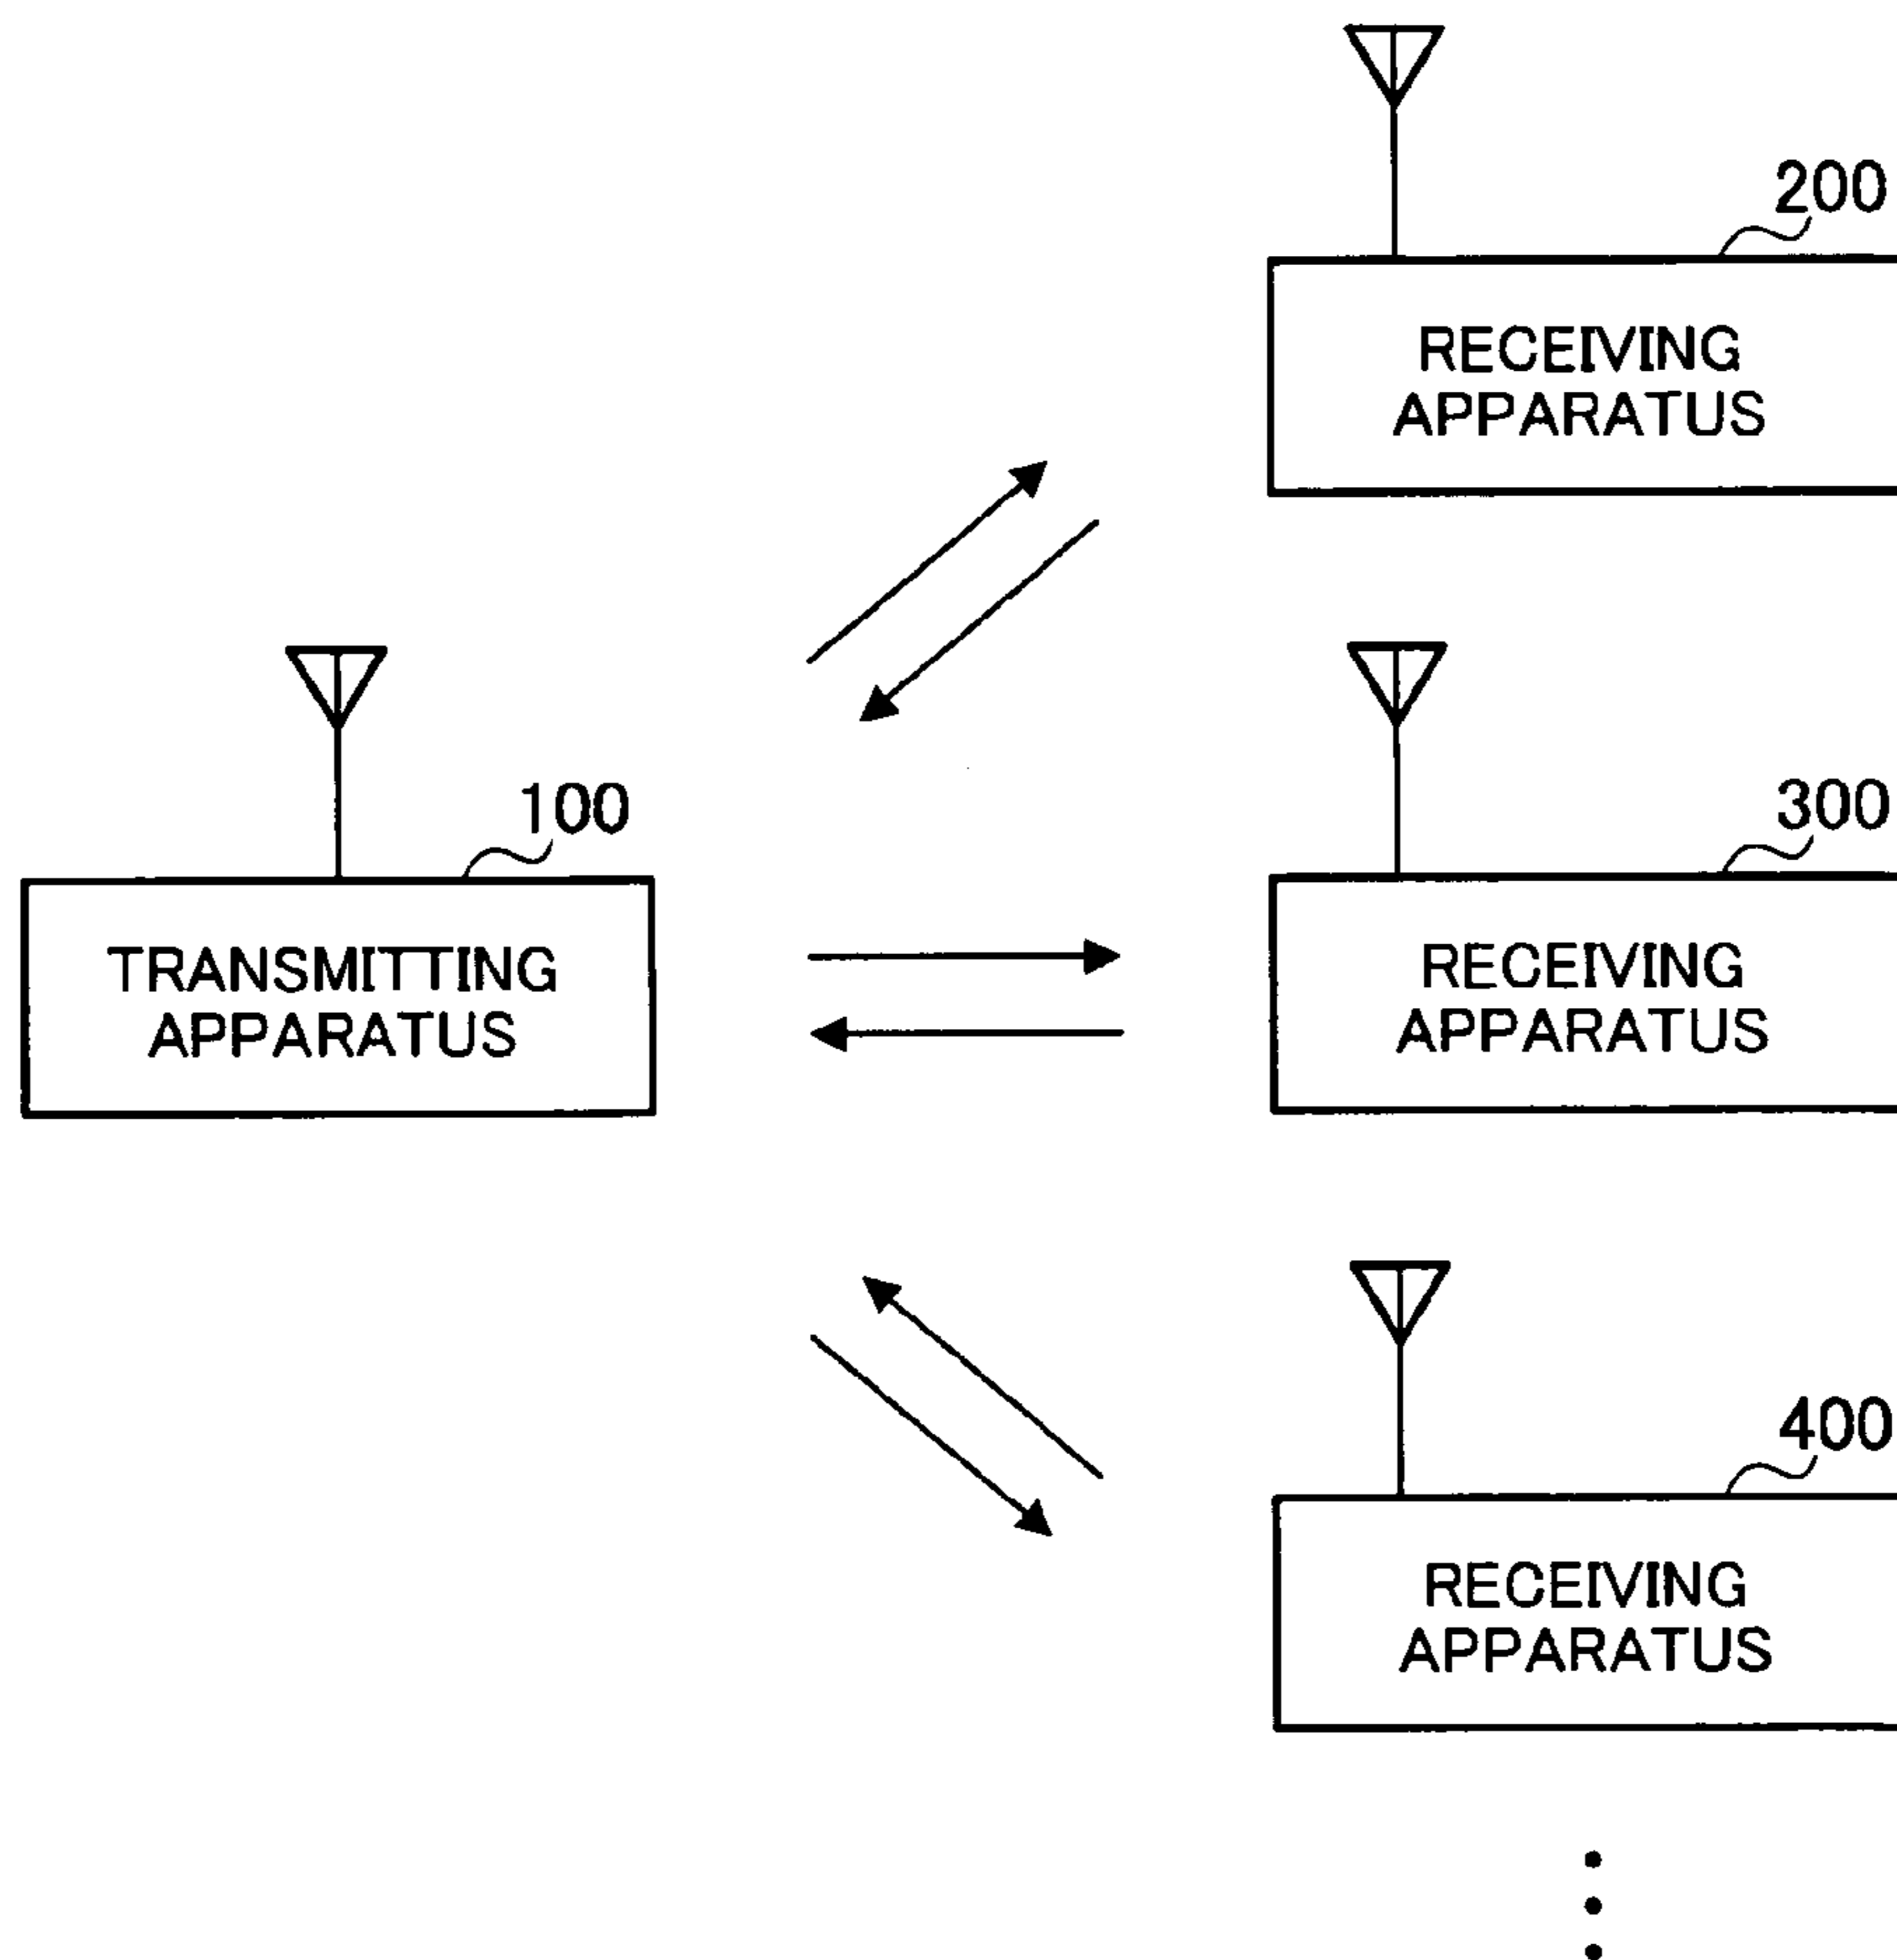 200
RECEIVING
APPARATUS
100
TRANSMITTING
APPARATUS
300
RECEIVING
APPARATUS
400
RECEIVING
APPARATUS